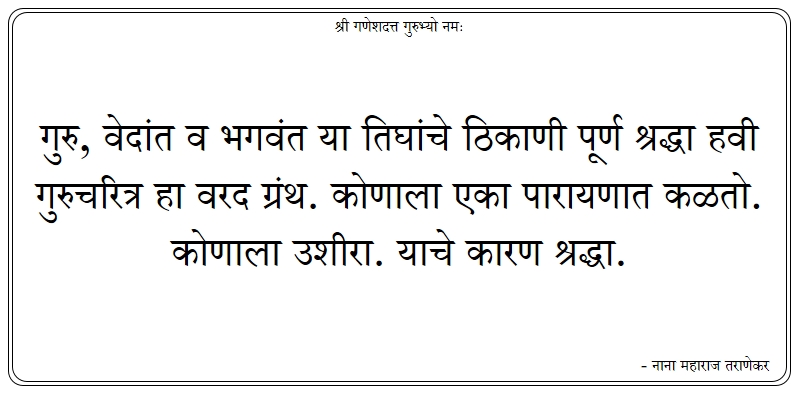 श्री गणेशदत्त गुरुभ्यो नमः
गुरु, वेदांत व भगवंत या तिघांचे ठिकाणी पूर्ण श्रद्धा हवी
गुरुचरित्र हा वरद ग्रंथ. कोणाला एका पारायणात कळतो.
कोणाला उशीरा. याचे कारण श्रद्धा.
- नाना महाराज तराणेकर